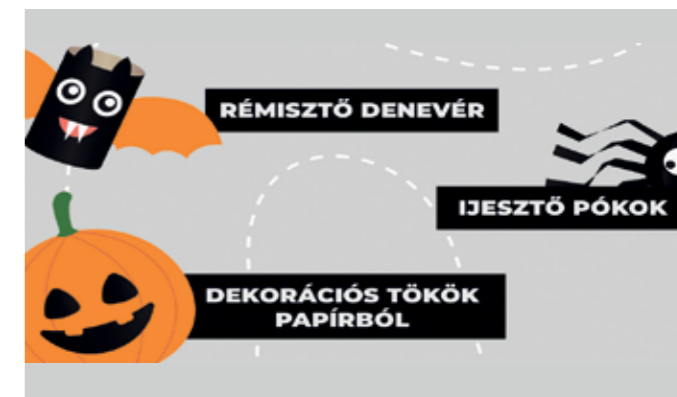 RÉMISZTŐ DENEVÉR
IJESZTŐ PÓKOK
DEKORÁCIÓS TÖKÖK
PAPÍRBÓL